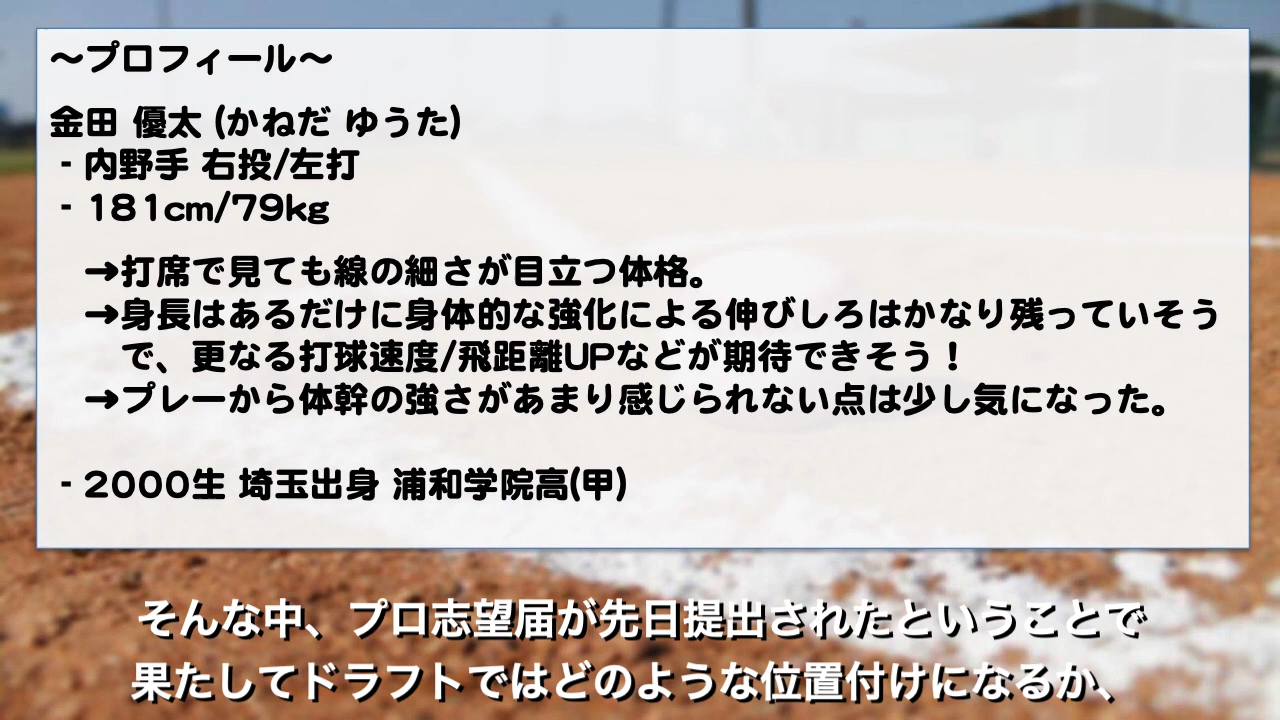 ～プロフィール～
金田 優太 (かねだ ゆうた)
- 内野手 右投/左打
- 181cm/79kg
→打席で見ても線の細さが目立つ体格。
→身長はあるだけに身体的な強化による伸びしろはかなり残っていそう
で、更なる打球速度/飛距離UPなどが期待できそう！
→プレーから体幹の強さがあまり感じられない点は少し気になった。
- 2000生 埼玉出身 浦和学院高(甲)
そんな中、プロ志望届が先日提出されたということで
果たしてドラフトではどのような位置付けになるか、